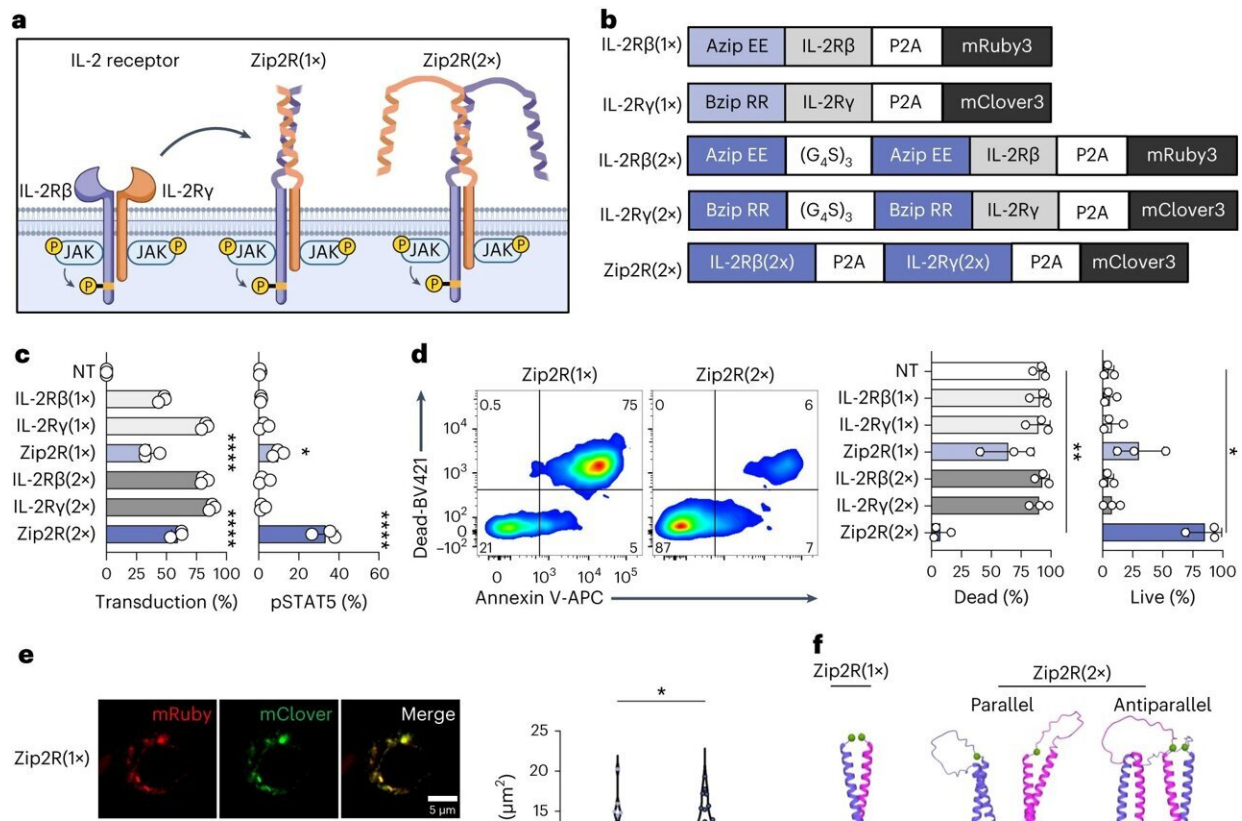 a
IL-2 receptor
Zip2R(1×)
Zip2R(2×)
IL-2Rβ
IL-2Rγ
P JAK JAK P
P
P JAK JAK P
P
P JAK JAK P
P
b
IL-2Rβ(1×) Azip EE IL-2Rβ P2A mRuby3
IL-2Rγ(1×) Bzip RR IL-2Rγ P2A mClover3
IL-2Rβ(2×) Azip EE (G₄S)₃ Azip EE IL-2Rβ P2A mRuby3
IL-2Rγ(2×) Bzip RR (G₄S)₃ Bzip RR IL-2Rγ P2A mClover3
Zip2R(2×) IL-2Rβ(2x) P2A IL-2Rγ(2x) P2A mClover3
c
NT
IL-2Rβ(1×)
IL-2Rγ(1×)
Zip2R(1×) **** *
IL-2Rβ(2×)
IL-2Rγ(2×)
Zip2R(2×) **** ****
0 25 50 75 100
Transduction (%)
0 20 40 60
pSTAT5 (%)
d
Zip2R(1×)
Zip2R(2×)
Dead-BV421
0.5 75
21 5
0 6
87 7
10⁴
10³
10²
0
−10²
0 10³ 10⁴ 10⁵
0 10³ 10⁴ 10⁵
Annexin V-APC
NT
IL-2Rβ(1×)
IL-2Rγ(1×)
Zip2R(1×)
IL-2Rβ(2×)
IL-2Rγ(2×)
Zip2R(2×)
**
*
0 25 50 75 100
Dead (%)
0 25 50 75 100
Live (%)
e
Zip2R(1×)
mRuby
mClover
Merge
5 μm
*
25
20
15
(μm²)
f
Zip2R(1×)
Zip2R(2×)
Parallel
Antiparallel